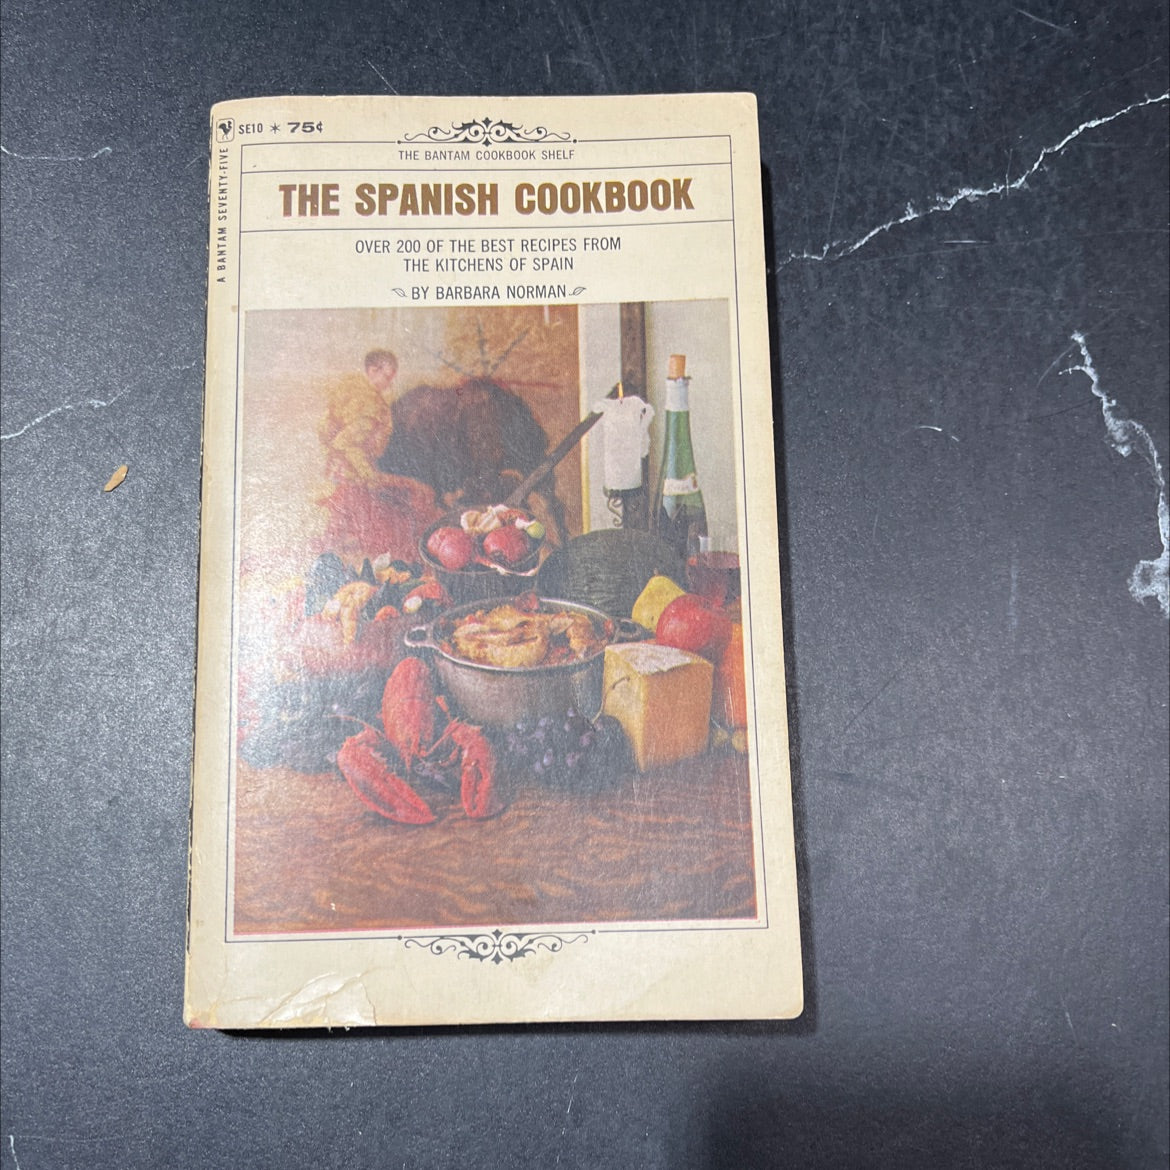 SE10 * 75¢
A BANTAM SEVENTY-FIVE
THE BANTAM COOKBOOK SHELF
THE SPANISH COOKBOOK
OVER 200 OF THE BEST RECIPES FROM
THE KITCHENS OF SPAIN
BY BARBARA NORMAN